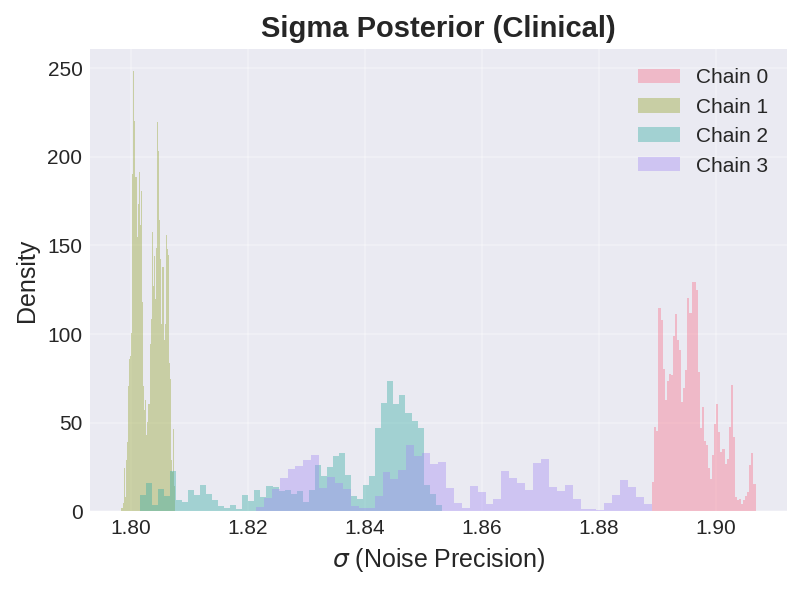 Sigma Posterior (Clinical)
Chain 0
Chain 1
Chain 2
Chain 3
250
200
150
100
50
0
Density
1.80 1.82 1.84 1.86 1.88 1.90
σ (Noise Precision)